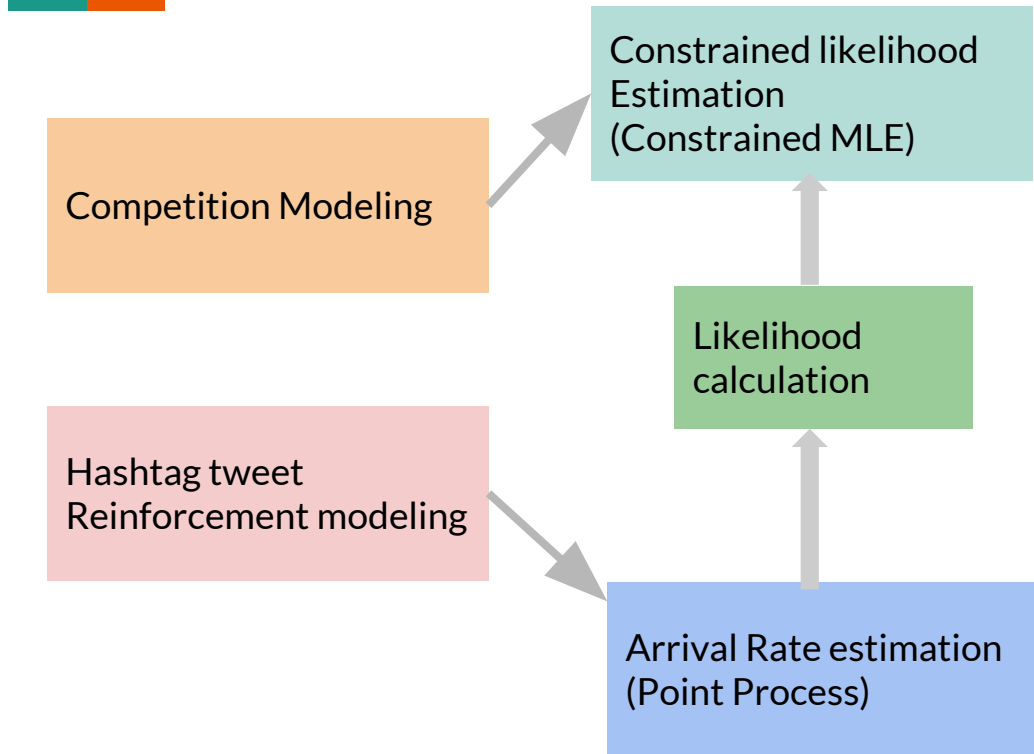 Constrained likelihood
Estimation
(Constrained MLE)
Competition Modeling
Likelihood
calculation
Hashtag tweet
Reinforcement modeling
Arrival Rate estimation
(Point Process)